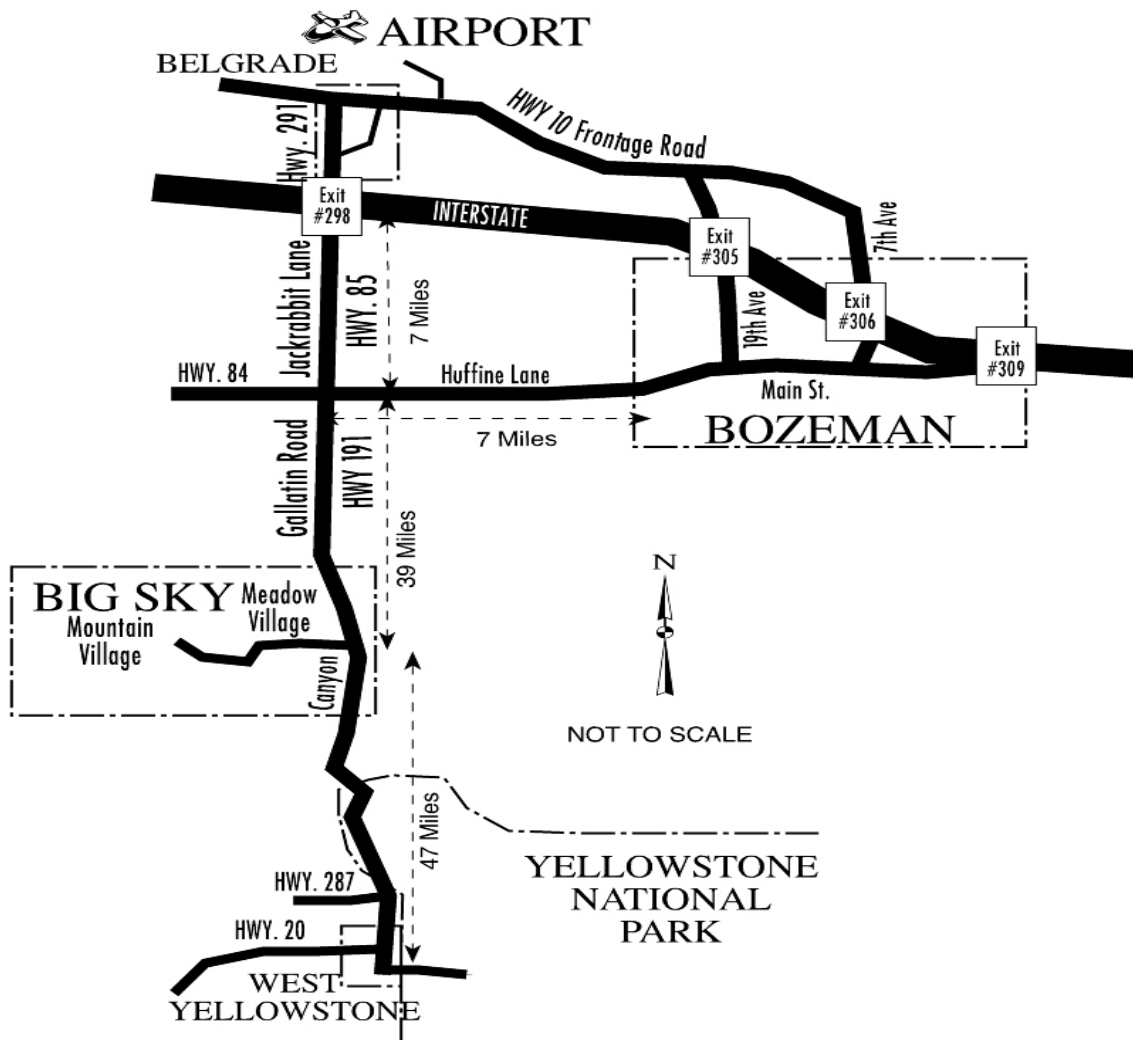 AIRPORT
BELGRADE
HWY 10 Frontage Road
Hwy. 291
Exit
#298
INTERSTATE
Exit
#305
7th Ave
Jackrabbit Lane
HWY. 85
7 Miles
19th Ave
Exit
#306
Exit
#309
HWY. 84
Huffine Lane
Main St.
7 Miles
BOZEMAN
Gallatin Road
HWY 191
39 Miles
N
BIG SKY
Meadow
Village
Mountain
Village
Canyon
NOT TO SCALE
47 Miles
YELLOWSTONE
NATIONAL
PARK
HWY. 287
HWY. 20
WEST
YELLOWSTONE